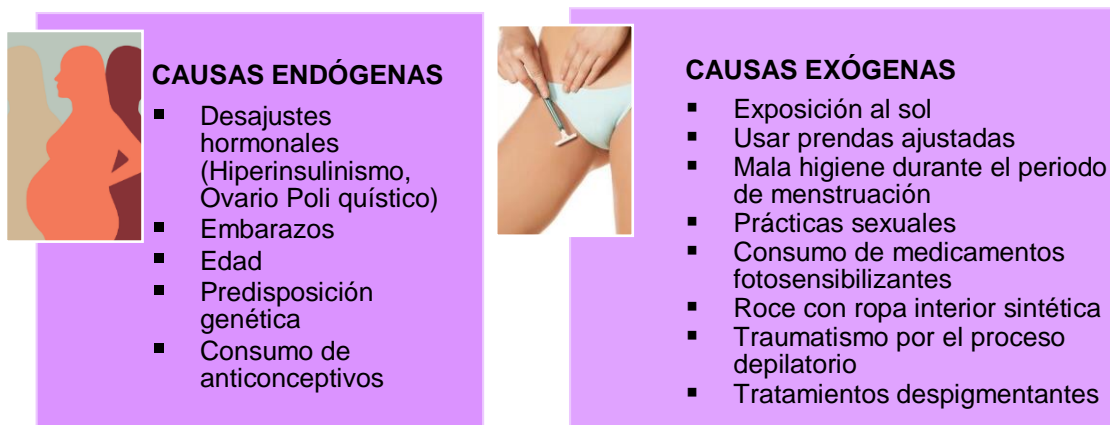 CAUSAS ENDÓGENAS
▪ Desajustes
hormonales
(Hiperinsulinismo,
Ovario Poli quístico)
▪ Embarazos
▪ Edad
▪ Predisposición
genética
▪ Consumo de
anticonceptivos
CAUSAS EXÓGENAS
▪ Exposición al sol
▪ Usar prendas ajustadas
▪ Mala higiene durante el periodo
de menstruación
▪ Prácticas sexuales
▪ Consumo de medicamentos
fotosensibilizantes
▪ Roce con ropa interior sintética
▪ Traumatismo por el proceso
depilatorio
▪ Tratamientos despigmentantes